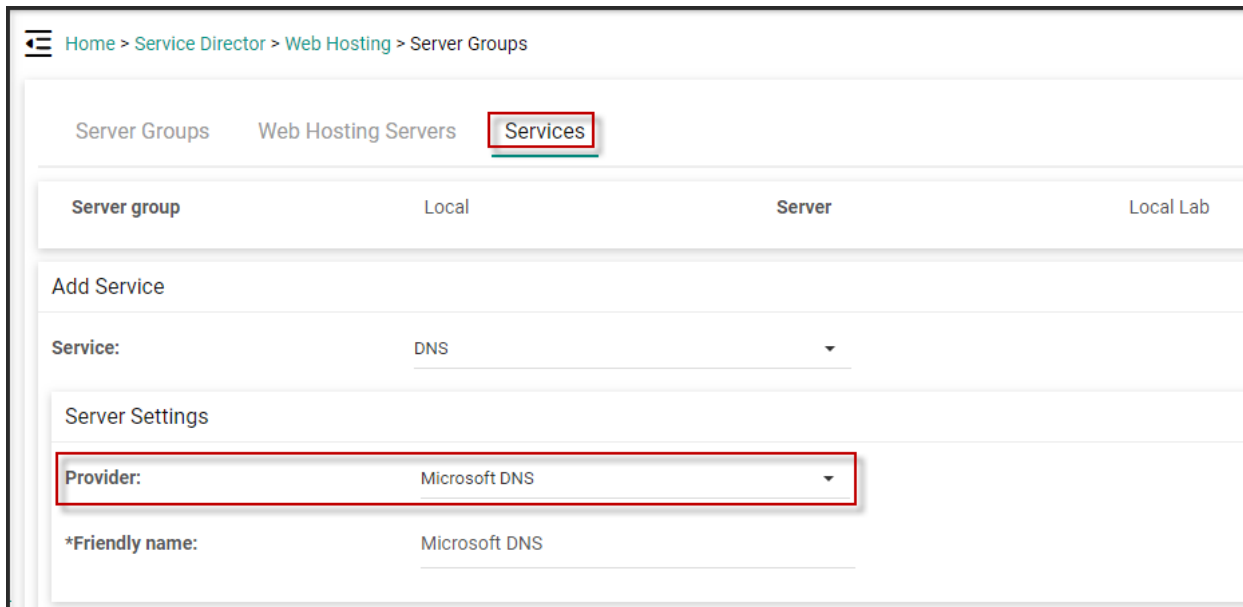 Home > Service Director > Web Hosting > Server Groups
Server Groups Web Hosting Servers Services
Server group Local Server Local Lab
Add Service
Service: DNS
Server Settings
Provider: Microsoft DNS
*Friendly name: Microsoft DNS